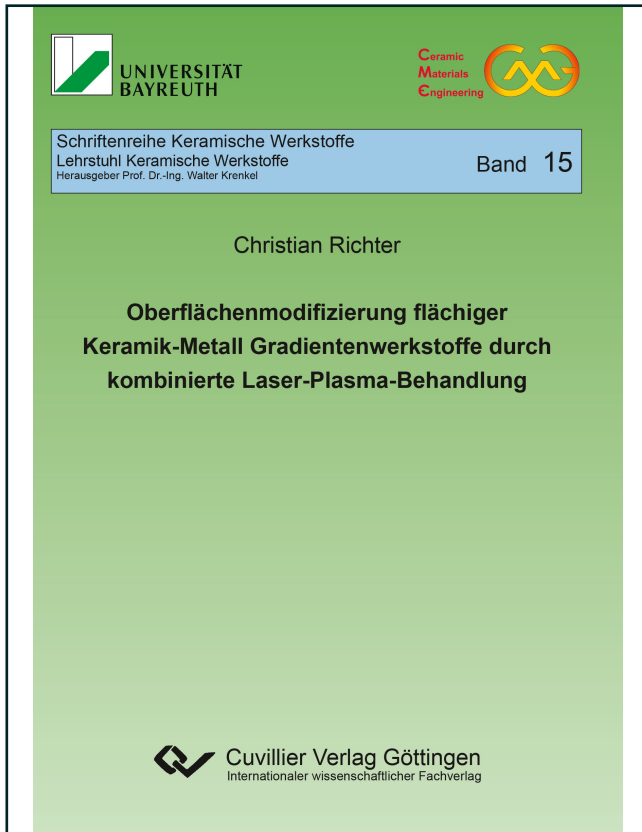 UNIVERSITÄT
BAYREUTH
Ceramic
Materials
Engineering
Schriftenreihe Keramische Werkstoffe
Lehrstuhl Keramische Werkstoffe
Herausgeber Prof. Dr.-Ing. Walter Krenkel
Band 15
Christian Richter
Oberflächenmodifizierung flächiger
Keramik-Metall Gradientenwerkstoffe durch
kombinierte Laser-Plasma-Behandlung
Cuvillier Verlag Göttingen
Internationaler wissenschaftlicher Fachverlag